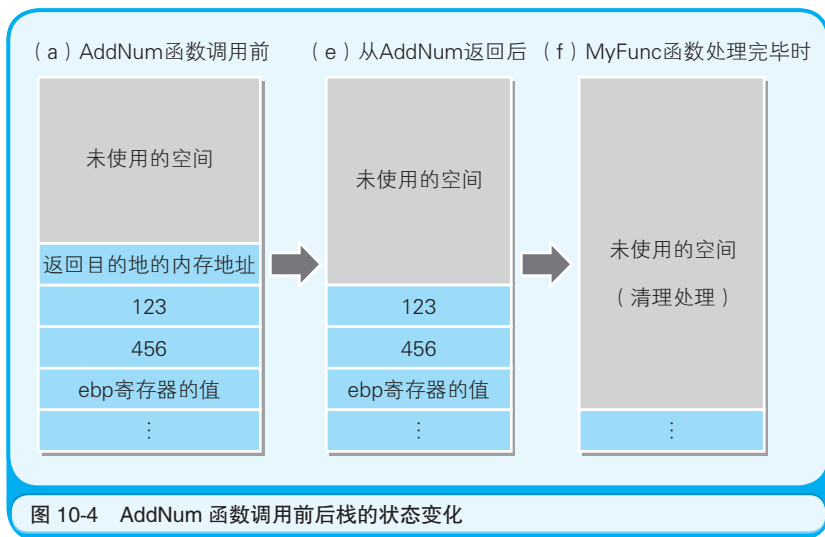 （a）AddNum函数调用前
（e）从AddNum返回后
（f）MyFunc函数处理完毕时
未使用的空间
返回目的地的内存地址
123
456
ebp寄存器的值
⋮
未使用的空间
123
456
ebp寄存器的值
⋮
未使用的空间
（清理处理）
⋮
图 10-4 AddNum 函数调用前后栈的状态变化